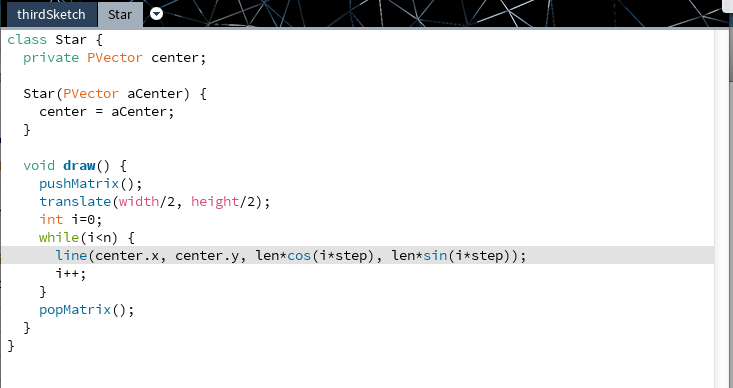 thirdSketch Star
class Star {
  private PVector center;

  Star(PVector aCenter) {
    center = aCenter;
  }

  void draw() {
    pushMatrix();
    translate(width/2, height/2);
    int i=0;
    while(i<n) {
      line(center.x, center.y, len*cos(i*step), len*sin(i*step));
      i++;
    }
    popMatrix();
  }
}